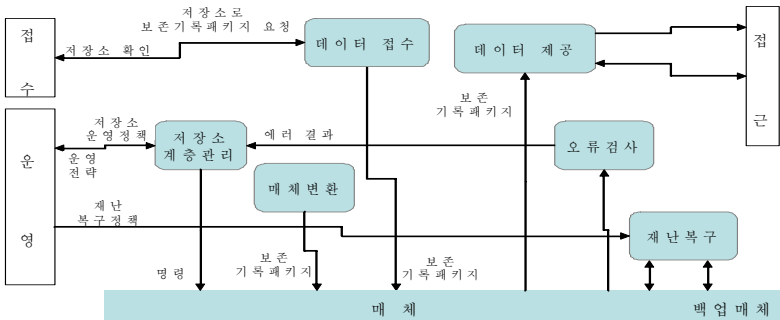 접
수
저장소로
보존기록패키지 요청
저장소 확인
데이터 접수
데이터 제공
접
근
보존
기록패키지
운
영
저장소
운영정책
운영
전략
저장소
계층관리
에러 결과
오류검사
매체변환
재난
복구정책
재난복구
명령
보존
기록패키지
보존
기록패키지
매 체
백업매체